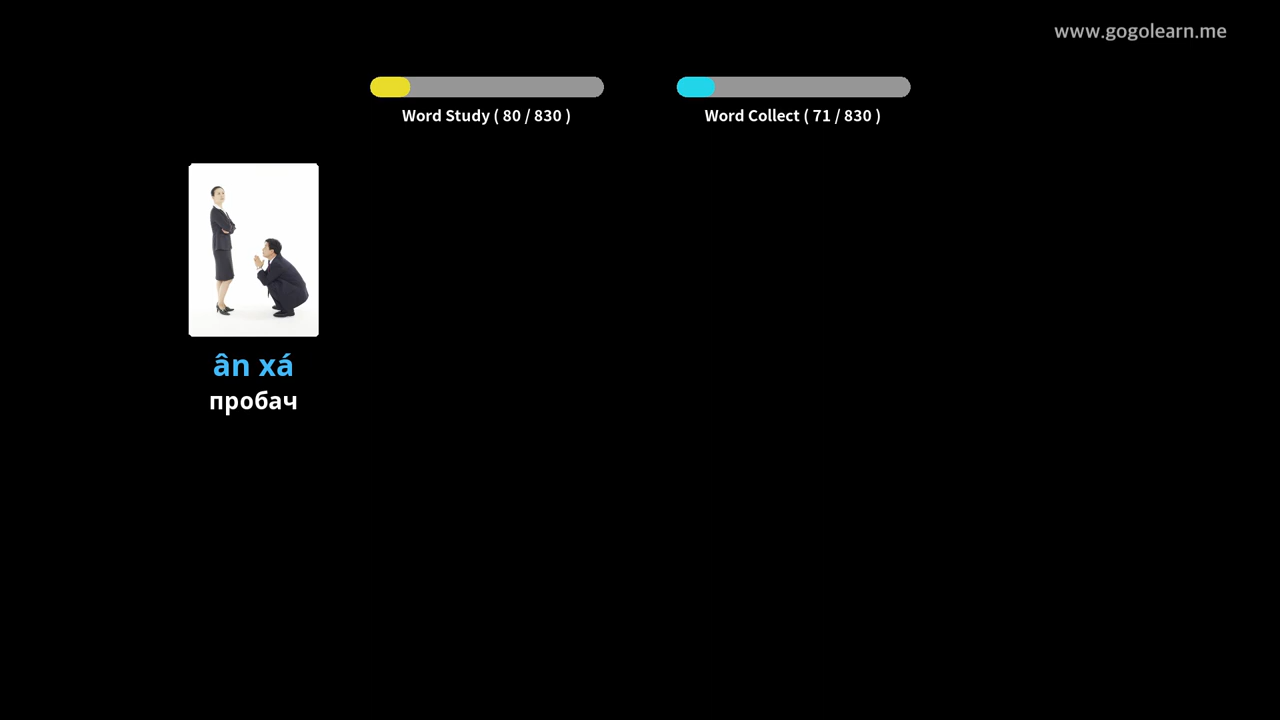 www.gogolearn.me
Word Study ( 80 / 830 )
Word Collect ( 71 / 830 )
ân xá
пробач